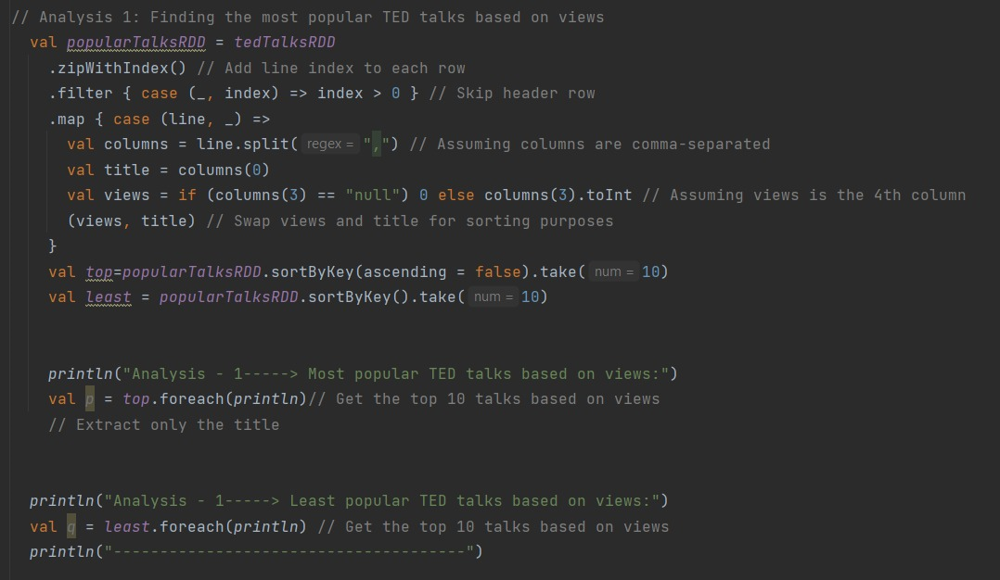 // Analysis 1: Finding the most popular TED talks based on views
val popularTalksRDD = tedTalksRDD
.zipWithIndex() // Add line index to each row
.filter { case (_, index) => index > 0 } // Skip header row
.map { case (line, _) =>
val columns = line.split( regex = ",") // Assuming columns are comma-separated
val title = columns(0)
val views = if (columns(3) == "null") 0 else columns(3).toInt // Assuming views is the 4th column
(views, title) // Swap views and title for sorting purposes
}
val top=popularTalksRDD.sortByKey(ascending = false).take( num = 10)
val least = popularTalksRDD.sortByKey().take( num = 10)
println("Analysis - 1-----> Most popular TED talks based on views:")
val p = top.foreach(println)// Get the top 10 talks based on views
// Extract only the title
println("Analysis - 1-----> Least popular TED talks based on views:")
val q = least.foreach(println) // Get the top 10 talks based on views
println("--------------------------------------")